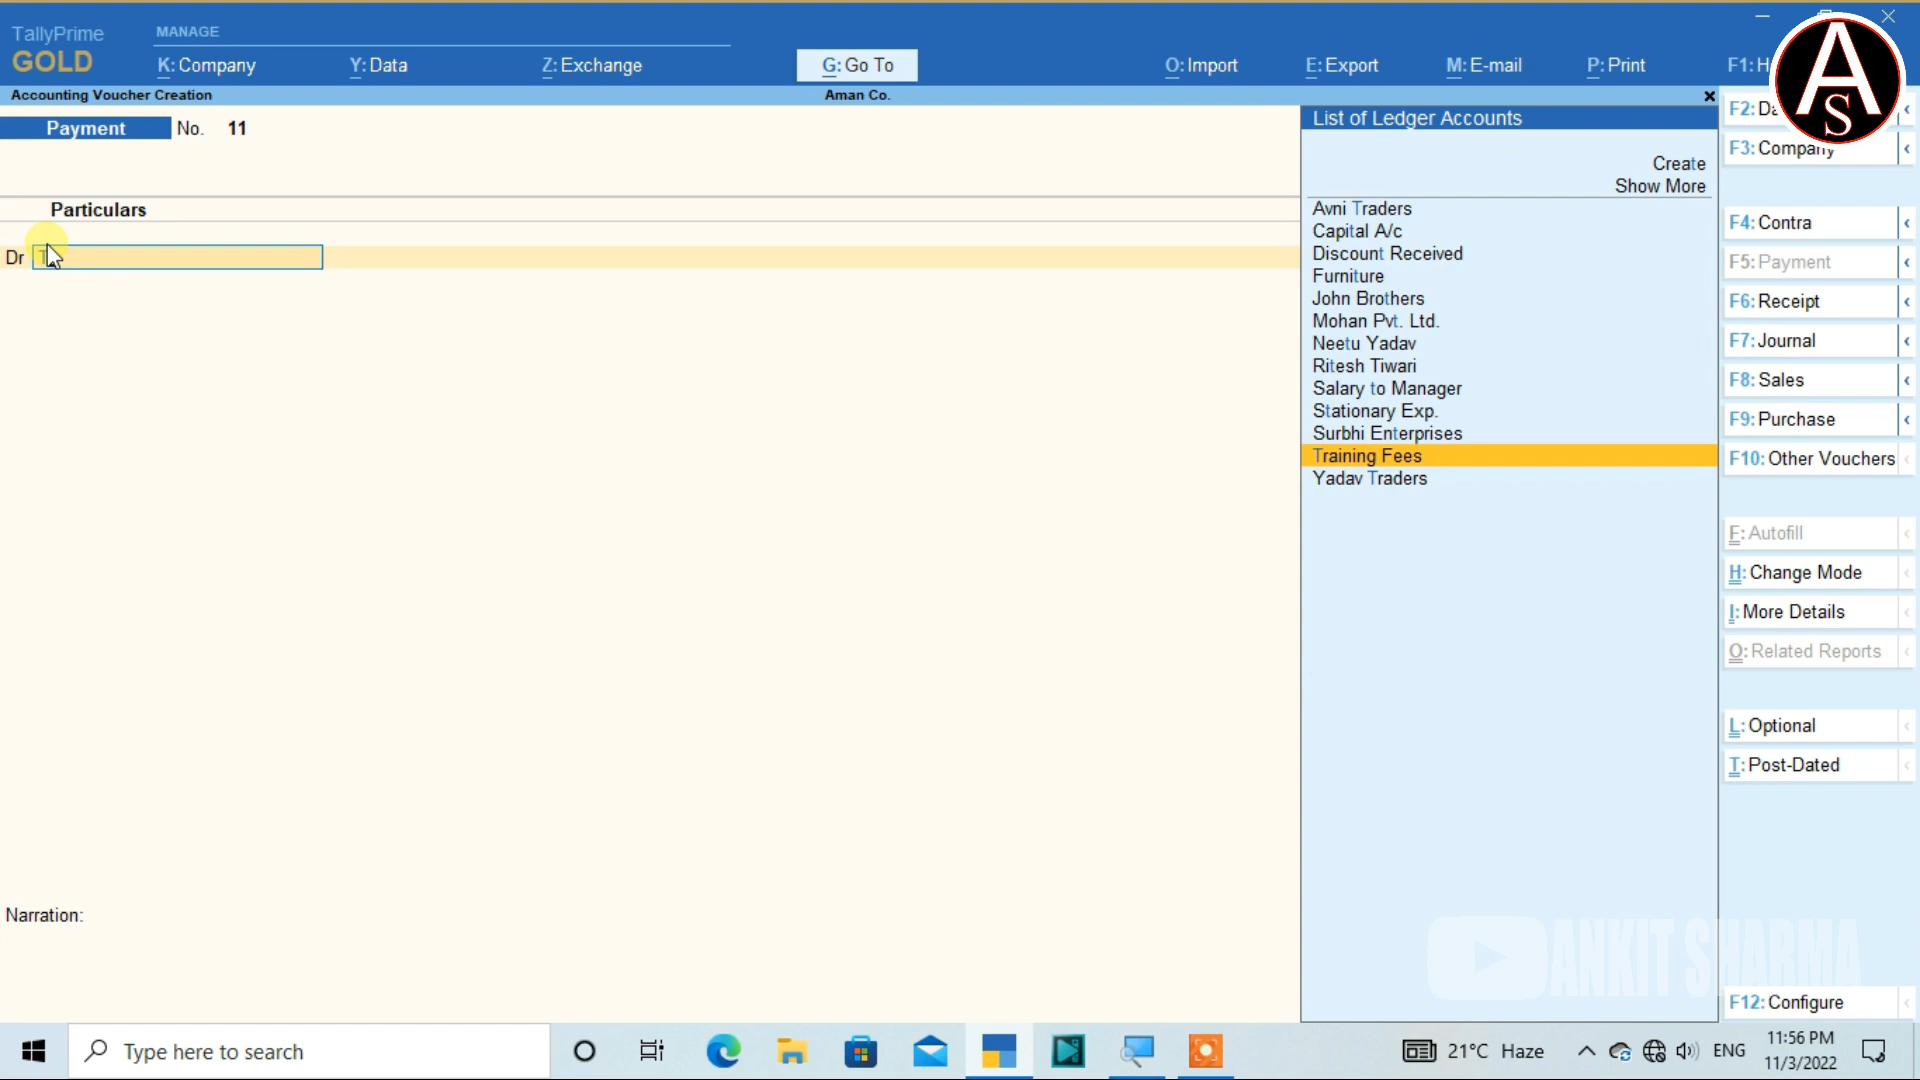 TallyPrime
GOLD
MANAGE
K: Company
Y: Data
Z: Exchange
G: Go To
O: Import
E: Export
M: E-mail
P: Print
F1: H
Accounting Voucher Creation
Aman Co.
Payment No. 11
Particulars
Dr T
Narration:
List of Ledger Accounts
Create
Show More
Avni Traders
Capital A/c
Discount Received
Furniture
John Brothers
Mohan Pvt. Ltd.
Neetu Yadav
Ritesh Tiwari
Salary to Manager
Stationary Exp.
Surbhi Enterprises
Training Fees
Yadav Traders
F2: Da
F3: Company
F4: Contra
F5: Payment
F6: Receipt
F7: Journal
F8: Sales
F9: Purchase
F10: Other Vouchers
F: Autofill
H: Change Mode
I: More Details
O: Related Reports
L: Optional
T: Post-Dated
F12: Configure
AS
ANKIT SHARMA
Type here to search
21°C Haze
ENG
11:56 PM
11/3/2022